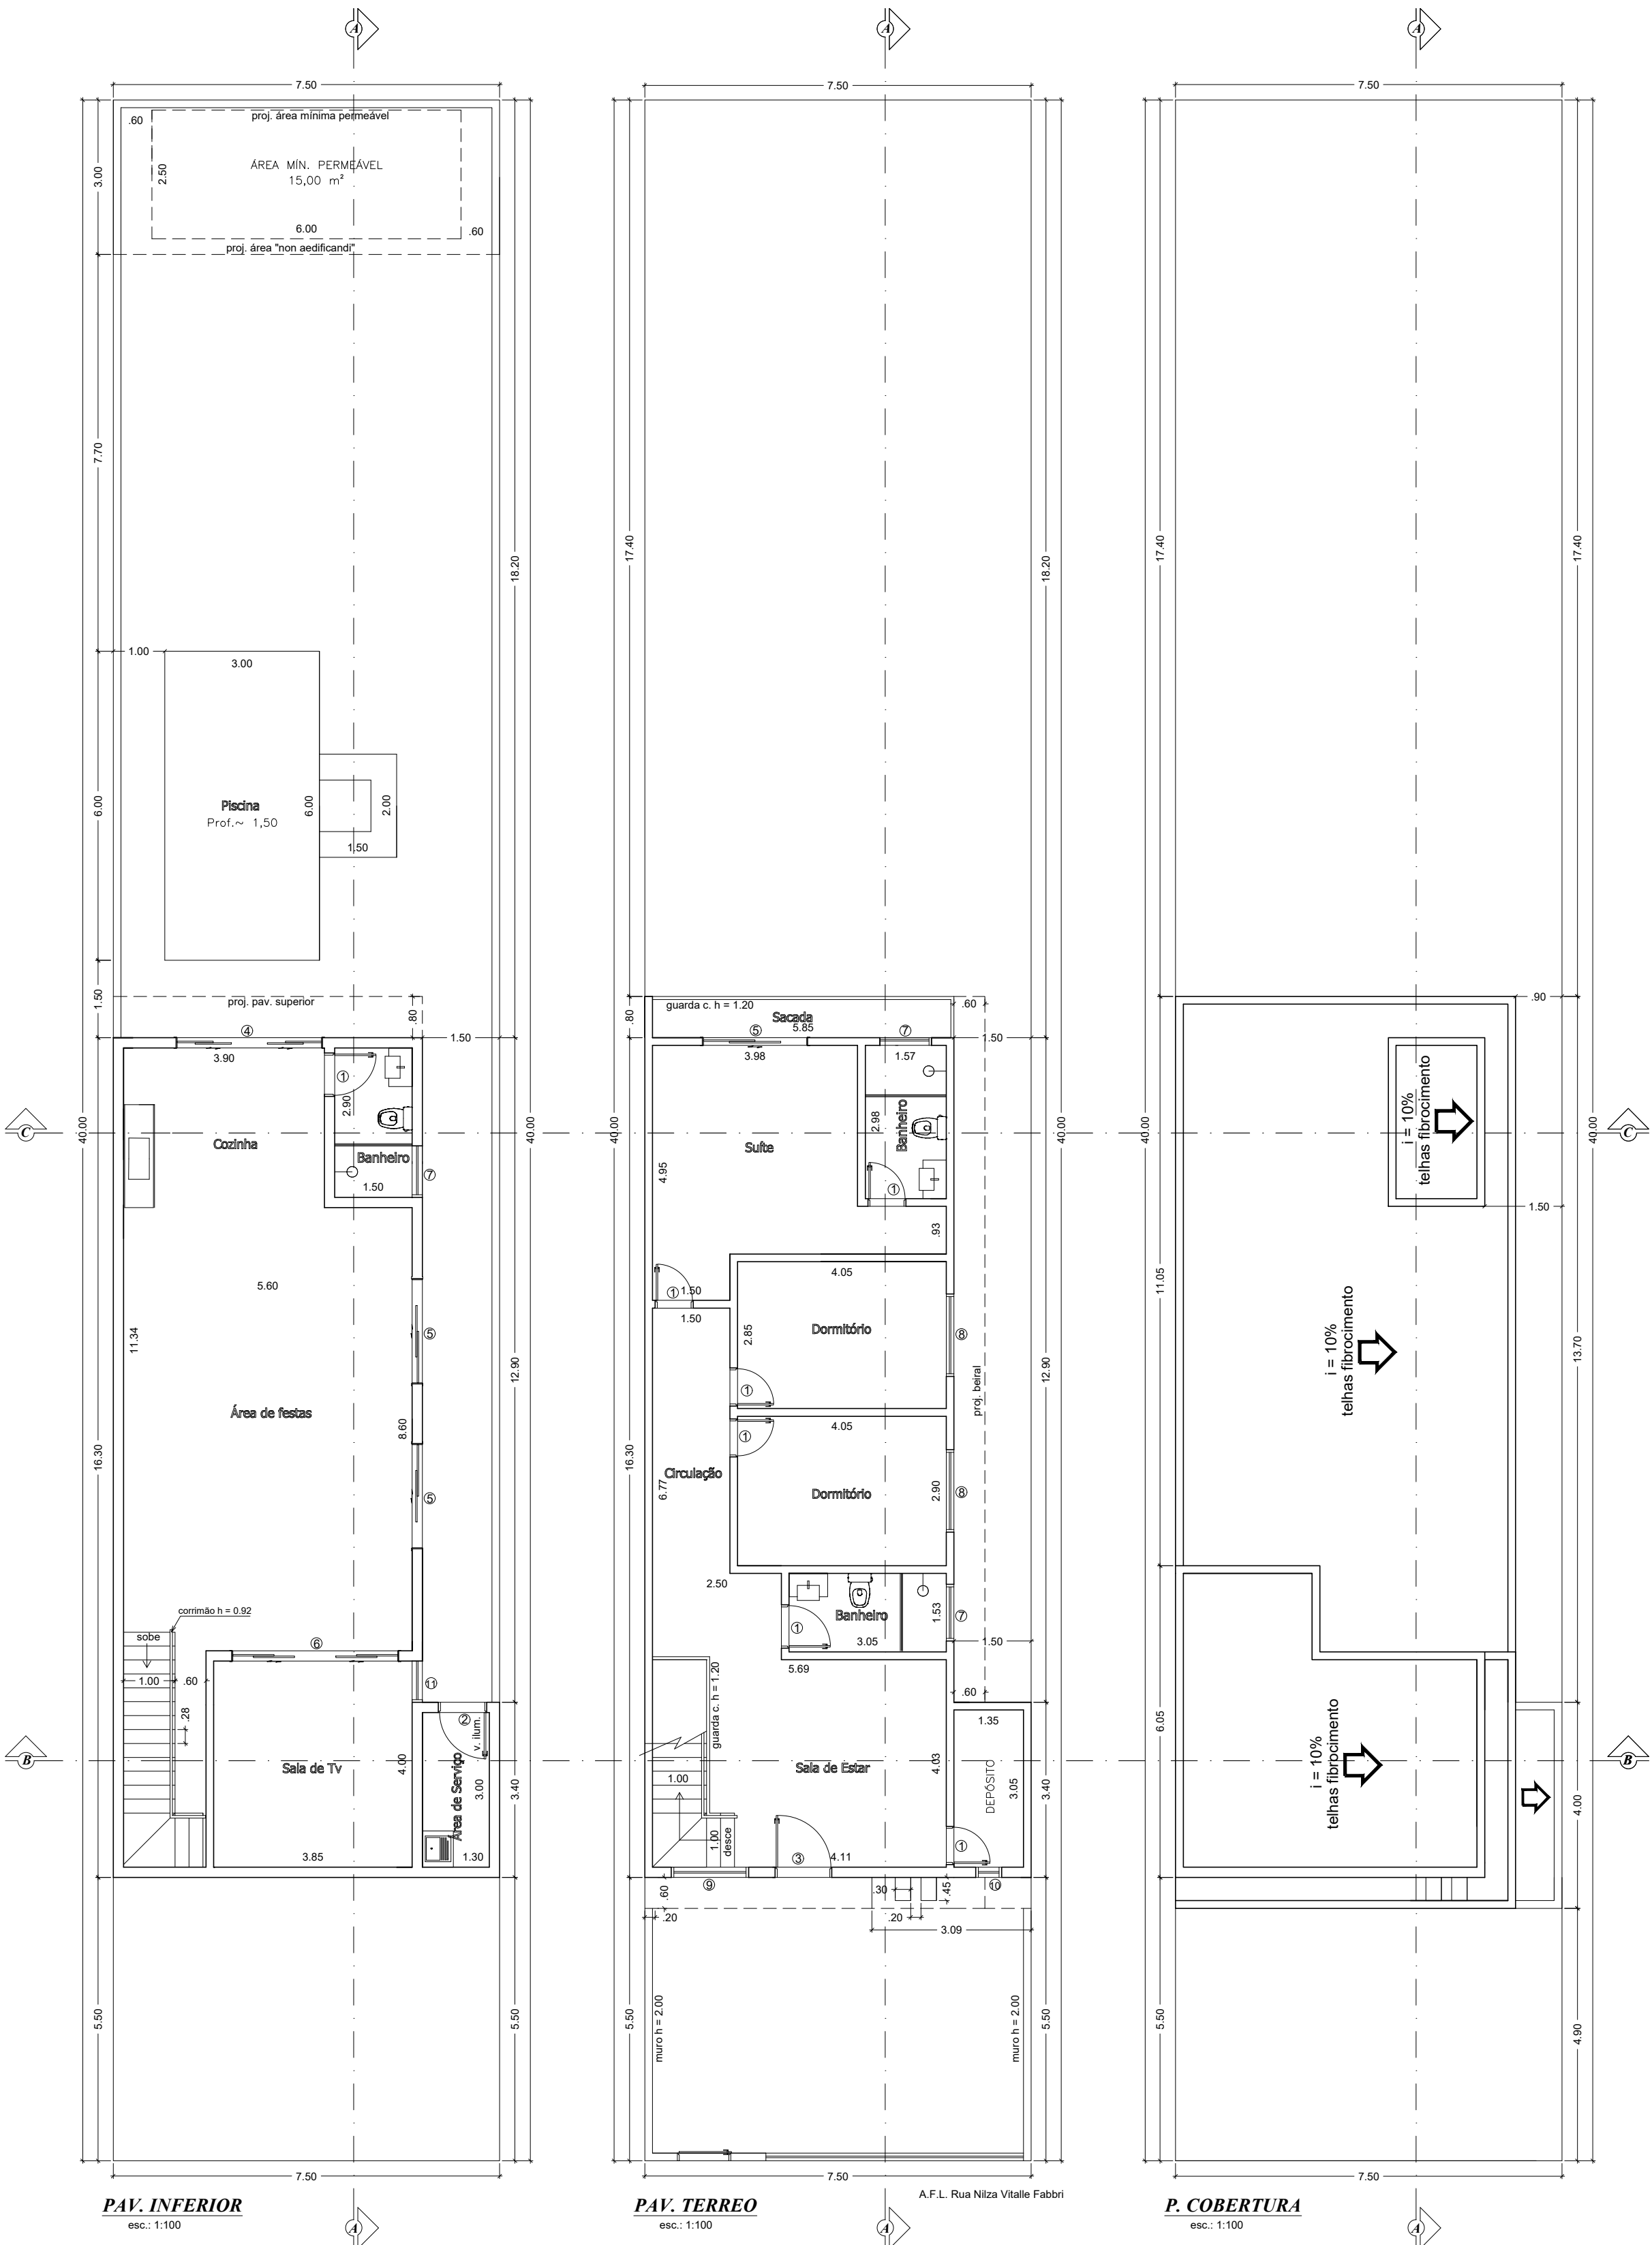 A
7.50
.60
proj. área mínima permeável
3.00
2.50
ÁREA MÍN. PERMEÁVEL
15,00 m²
6.00
.60
proj. área "non aedificandi"
7.70
18.20
1.00
3.00
6.00
Piscina
Prof.~ 1,50
6.00
2.00
1.50
1.50
proj. pav. superior
.80
4
1.50
3.90
1
2.90
C
40.00
Cozinha
40.00
Banheiro
7
1.50
5.60
11.34
5
12.90
Área de festas
8.60
16.30
5
corrimão h = 0.92
sobe
6
1.00
.60
11
.28
2
v. ilum.
B
Sala de Tv
4.00
Área de Serviço
3.00
3.40
3.85
1.30
5.50
5.50
7.50
PAV. INFERIOR
esc.: 1:100
A
A
7.50
17.40
18.20
guarda c. h = 1.20
.60
.80
Sacada
5.85
5
7
1.50
3.98
1.57
2.98
Banheiro
40.00
Suíte
40.00
4.95
1
.93
4.05
1
1.50
1.50
Dormitório
2.85
8
1
proj. beiral
12.90
4.05
1
16.30
Circulação
6.77
Dormitório
2.90
8
2.50
Banheiro
1.53
7
1
3.05
1.50
5.69
guarda c. h = 1.20
.60
1.35
1.00
Sala de Estar
4.03
DEPÓSITO
3.05
3.40
1.00
desce
3
4.11
1
9
10
.60
.30
.45
.20
.20
3.09
muro h = 2.00
muro h = 2.00
5.50
5.50
7.50
A.F.L. Rua Nilza Vitalle Fabbri
PAV. TERREO
esc.: 1:100
A
A
7.50
17.40
17.40
.90
i = 10%
telhas fibrocimento
40.00
40.00
C
1.50
11.05
i = 10%
telhas fibrocimento
13.70
6.05
i = 10%
telhas fibrocimento
B
4.00
5.50
4.90
7.50
P. COBERTURA
esc.: 1:100
A